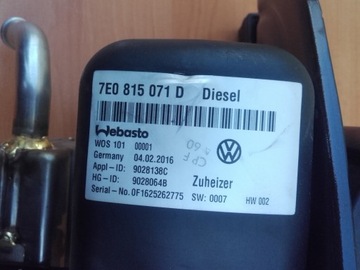 7E0 815 071 D Diesel
Webasto
WOS 101 00001
Germany 04.02.2016
Appl-ID: 9028138C
HG-ID: 9028064B Zuheizer
Serial-No.0F1625262775 SW: 0007 HW 002